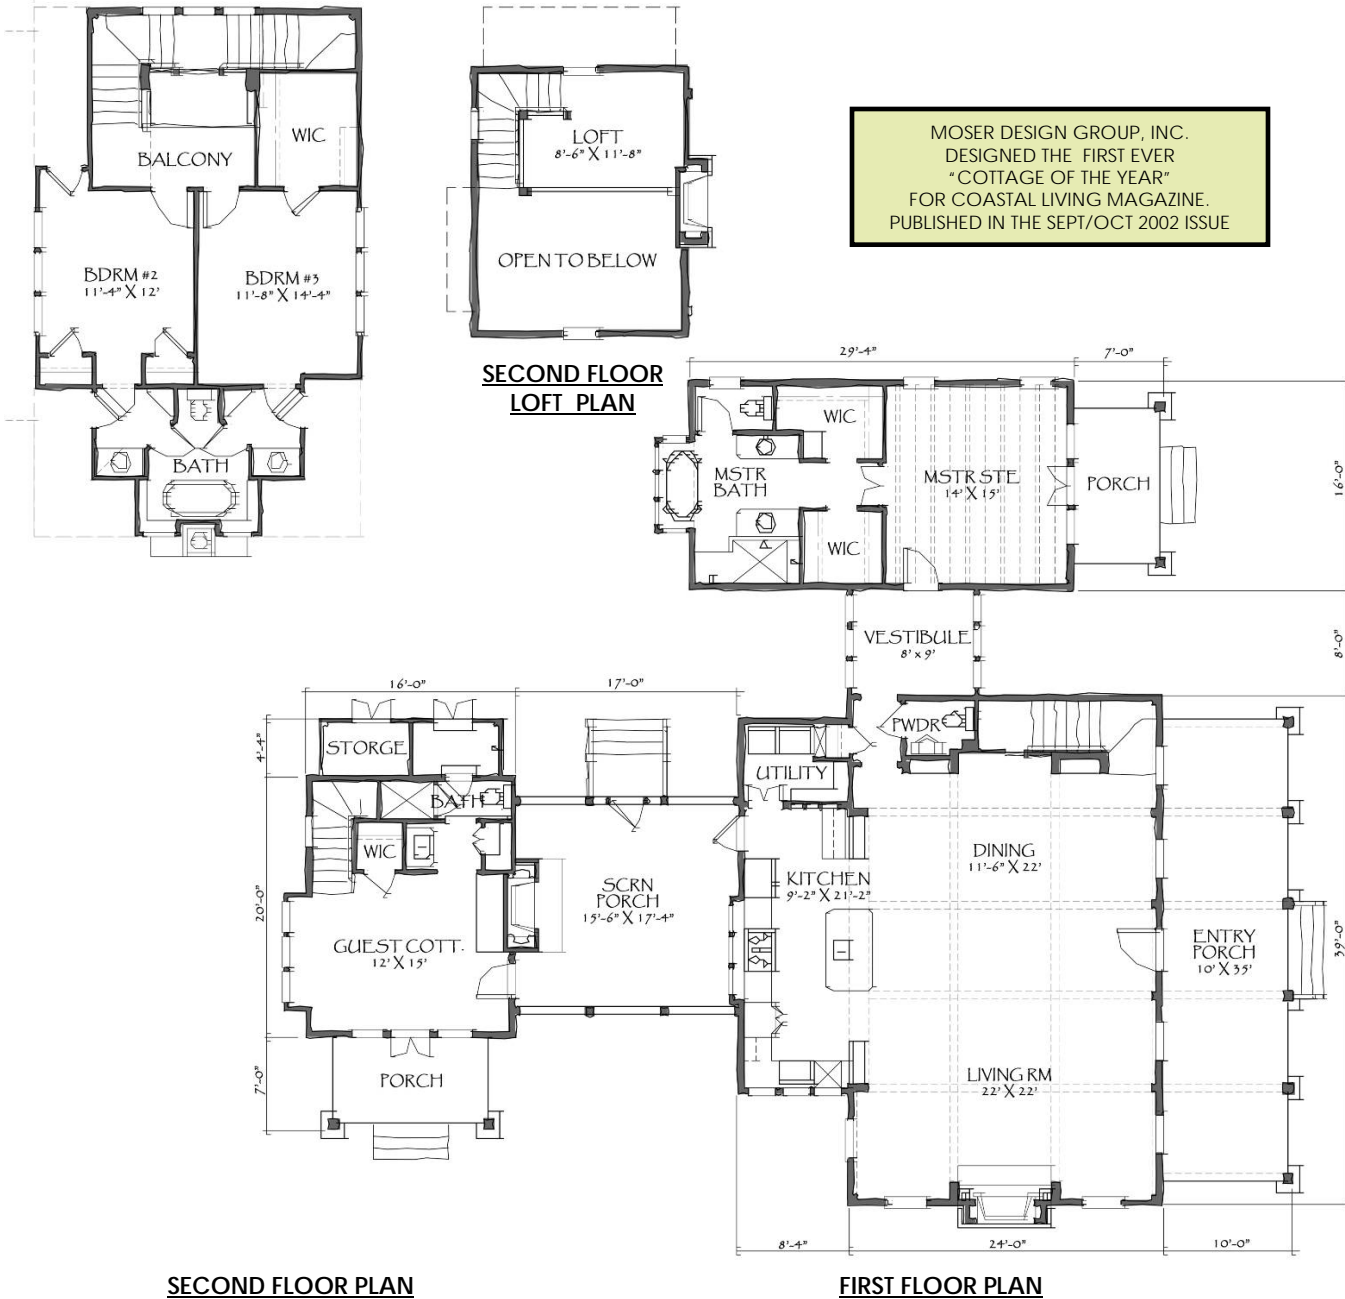 WIC
BALCONY
BDRM #2
11'-4" X 12'
BDRM #3
11'-8" X 14'-4"
BATH
LOFT
8'-6" X 11'-8"
OPEN TO BELOW
SECOND FLOOR
LOFT PLAN
MOSER DESIGN GROUP, INC.
DESIGNED THE FIRST EVER
"COTTAGE OF THE YEAR"
FOR COASTAL LIVING MAGAZINE.
PUBLISHED IN THE SEPT/OCT 2002 ISSUE
29'-4"
7'-0"
WIC
MSTR
BATH
MSTR STE
14' X 15'
PORCH
16'-0"
WIC
VESTIBULE
8' x 9'
8'-0"
16'-0"
17'-0"
4'-4"
STORGE
PWDR
UTILITY
BATH
WIC
20'-0"
SCRN
PORCH
15'-6" X 17'-4"
KITCHEN
9'-2" X 21'-2"
DINING
11'-6" X 22'
GUEST COTT.
12' X 15'
ENTRY
PORCH
10' X 35'
39'-0"
7'-0"
PORCH
LIVING RM
22' X 22'
8'-4"
24'-0"
10'-0"
SECOND FLOOR PLAN
FIRST FLOOR PLAN